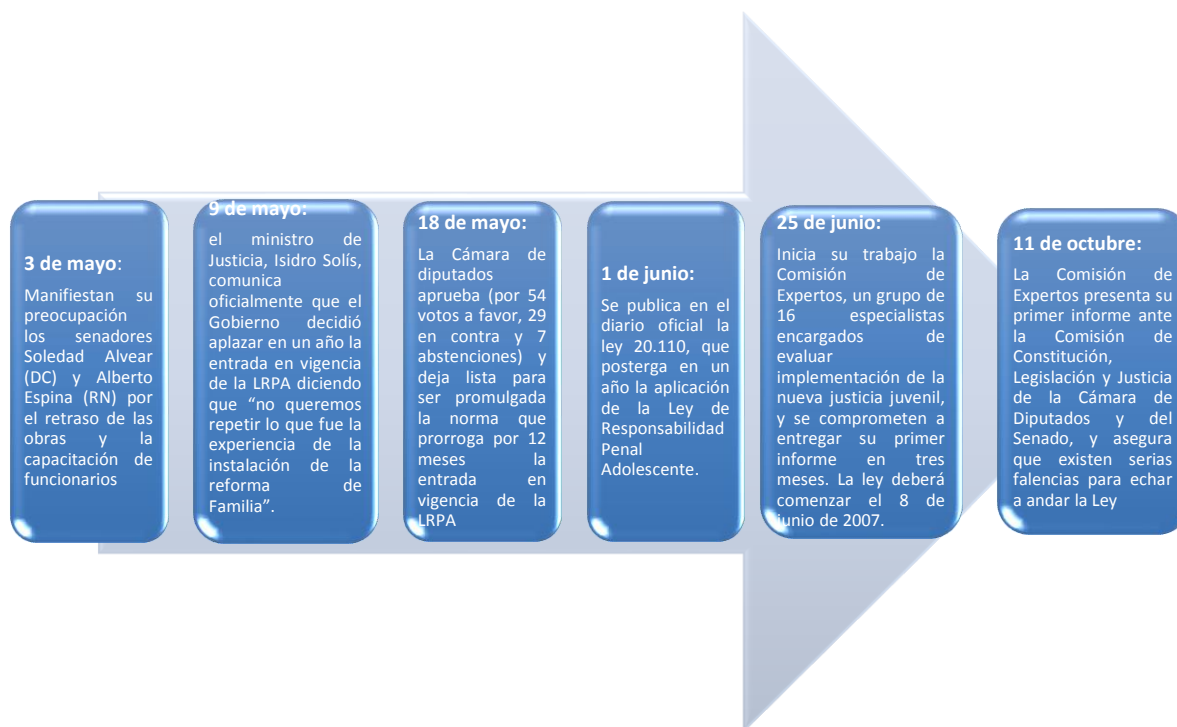 3 de mayo:
Manifiestan su
preocupación
los senadores
Soledad Alvear
(DC) y Alberto
Espina (RN) por
el retraso de las
obras y la
capacitación de
funcionarios
9 de mayo:
el ministro de
Justicia, Isidro Solís,
comunica
oficialmente que el
Gobierno decidió
aplazar en un año la
entrada en vigencia
de la LRPA diciendo
que “no queremos
repetir lo que fue la
experiencia de la
instalación de la
reforma de
Familia”.
18 de mayo:
La Cámara de
diputados
aprueba (por 54
votos a favor, 29
en contra y 7
abstenciones) y
deja lista para
ser promulgada
la norma que
prorroga por 12
meses la
entrada en
vigencia de la
LRPA
1 de junio:
Se publica en el
diario oficial la
ley 20.110, que
posterga en un
año la aplicación
de la Ley de
Responsabilidad
Penal
Adolescente.
25 de junio:
Inicia su trabajo la
Comisión de
Expertos, un grupo de
16 especialistas
encargados de
evaluar
implementación de la
nueva justicia juvenil,
y se comprometen a
entregar su primer
informe en tres
meses. La ley deberá
comenzar el 8 de
junio de 2007.
11 de octubre:
La Comisión de
Expertos presenta su
primer informe ante
la Comisión de
Constitución,
Legislación y Justicia
de la Cámara de
Diputados y del
Senado, y asegura
que existen serias
falencias para echar
a andar la Ley